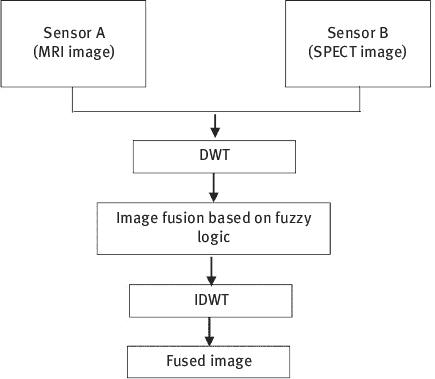 Sensor A
(MRI image)
Sensor B
(SPECT image)
DWT
Image fusion based on fuzzy
logic
IDWT
Fused image